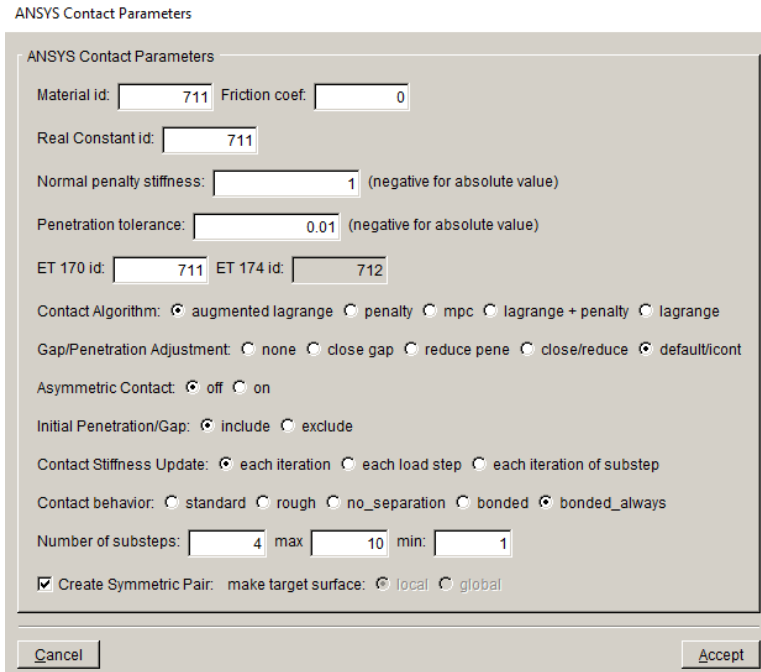 ANSYS Contact Parameters
ANSYS Contact Parameters
Material id: 711 Friction coef: 0
Real Constant id: 711
Normal penalty stiffness: 1 (negative for absolute value)
Penetration tolerance: 0.01 (negative for absolute value)
ET 170 id: 711 ET 174 id: 712
Contact Algorithm: augmented lagrange penalty mpc lagrange + penalty lagrange
Gap/Penetration Adjustment: none close gap reduce pene close/reduce default/icont
Asymmetric Contact: off on
Initial Penetration/Gap: include exclude
Contact Stiffness Update: each iteration each load step each iteration of substep
Contact behavior: standard rough no_separation bonded bonded_always
Number of substeps: 4 max 10 min: 1
Create Symmetric Pair: make target surface: local global
Cancel Accept